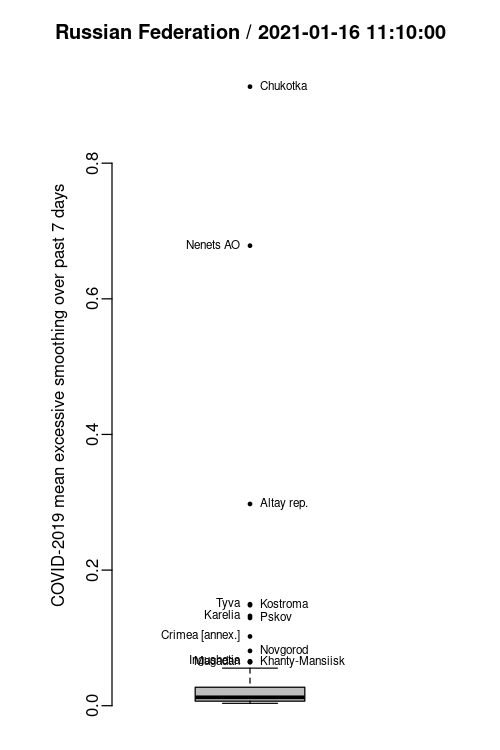 Russian Federation / 2021-01-16 11:10:00
COVID-2019 mean excessive smoothing over past 7 days
0.8
0.6
0.4
0.2
0.0
Chukotka
Nenets AO
Altay rep.
Tyva
Kostroma
Karelia
Pskov
Crimea [annex.]
Novgorod
Khanty-Mansiisk